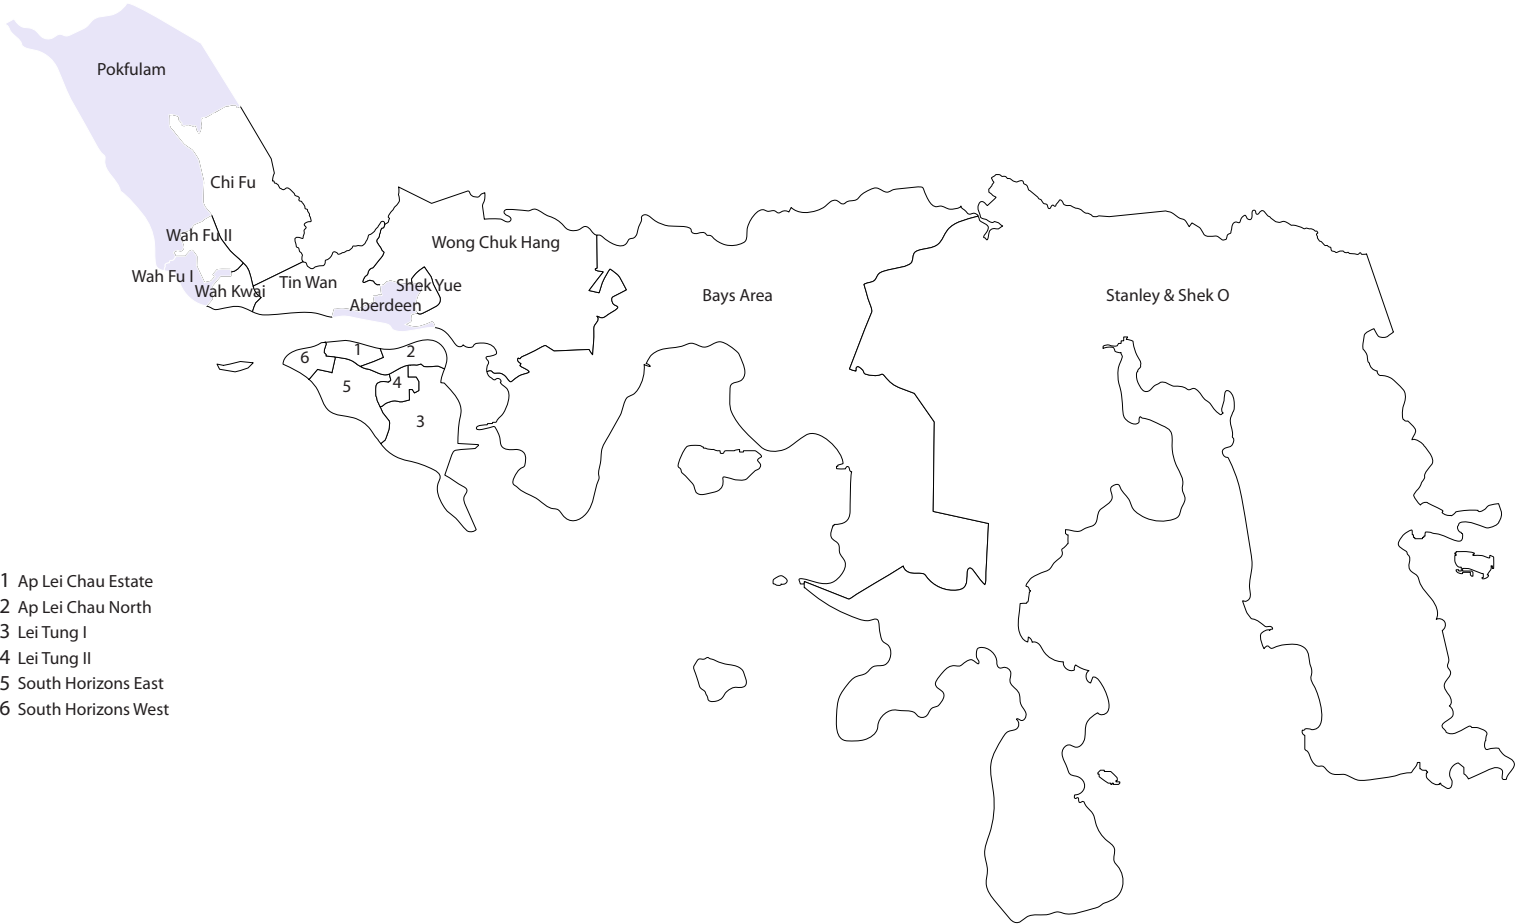 Pokfulam
Chi Fu
Wah Fu II
Wong Chuk Hang
Wah Fu I
Tin Wan
Shek Yue
Wah Kwai
Aberdeen
Bays Area
Stanley & Shek O
1
2
6
5
4
3
1 Ap Lei Chau Estate
2 Ap Lei Chau North
3 Lei Tung I
4 Lei Tung II
5 South Horizons East
6 South Horizons West